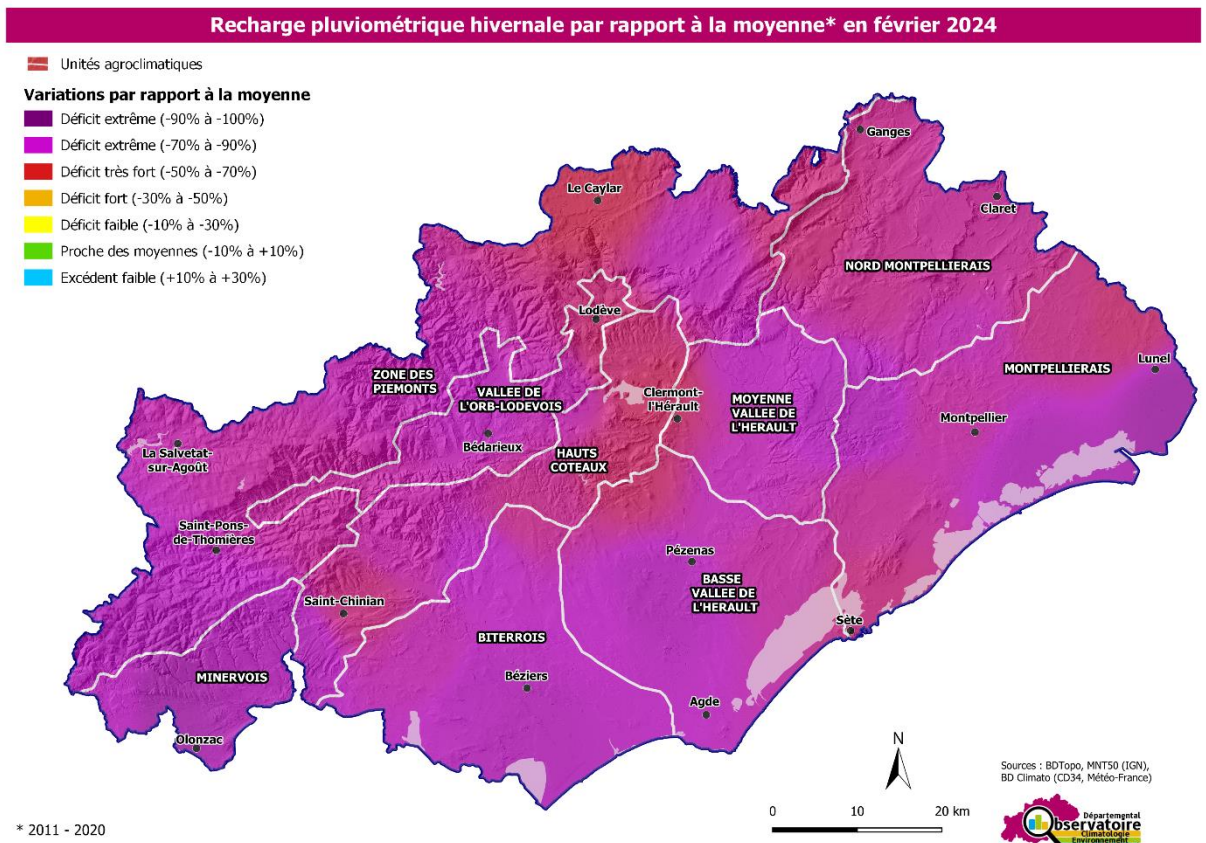 Recharge pluviométrique hivernale par rapport à la moyenne* en février 2024
Unités agroclimatiques
Variations par rapport à la moyenne
Déficit extrême (-90% à -100%)
Déficit extrême (-70% à -90%)
Déficit très fort (-50% à -70%)
Déficit fort (-30% à -50%)
Déficit faible (-10% à -30%)
Proche des moyennes (-10% à +10%)
Excédent faible (+10% à +30%)
Ganges
Le Caylar
Claret
NORD MONTPELLIERAIS
Lodève
Lunel
MONTPELLIERAIS
ZONE DES
PIEMONTS
VALLEE DE
L'ORB-LODEVOIS
Clermont-
l'Hérault
MOYENNE
VALLEE DE
L'HERAULT
Montpellier
Bédarieux
La Salvetat-
sur-Agoût
HAUTS
COTEAUX
Saint-Pons-
de-Thomières
Pézenas
BASSE
VALLEE DE
L'HERAULT
Saint-Chinian
Sète
BITERROIS
MINERVOIS
Béziers
Agde
Olonzac
N
Sources : BDTopo, MNT50 (IGN),
BD Climato (CD34, Météo-France)
0 10 20 km
Départemental
Observatoire
Climatologie
Environnement
* 2011 - 2020